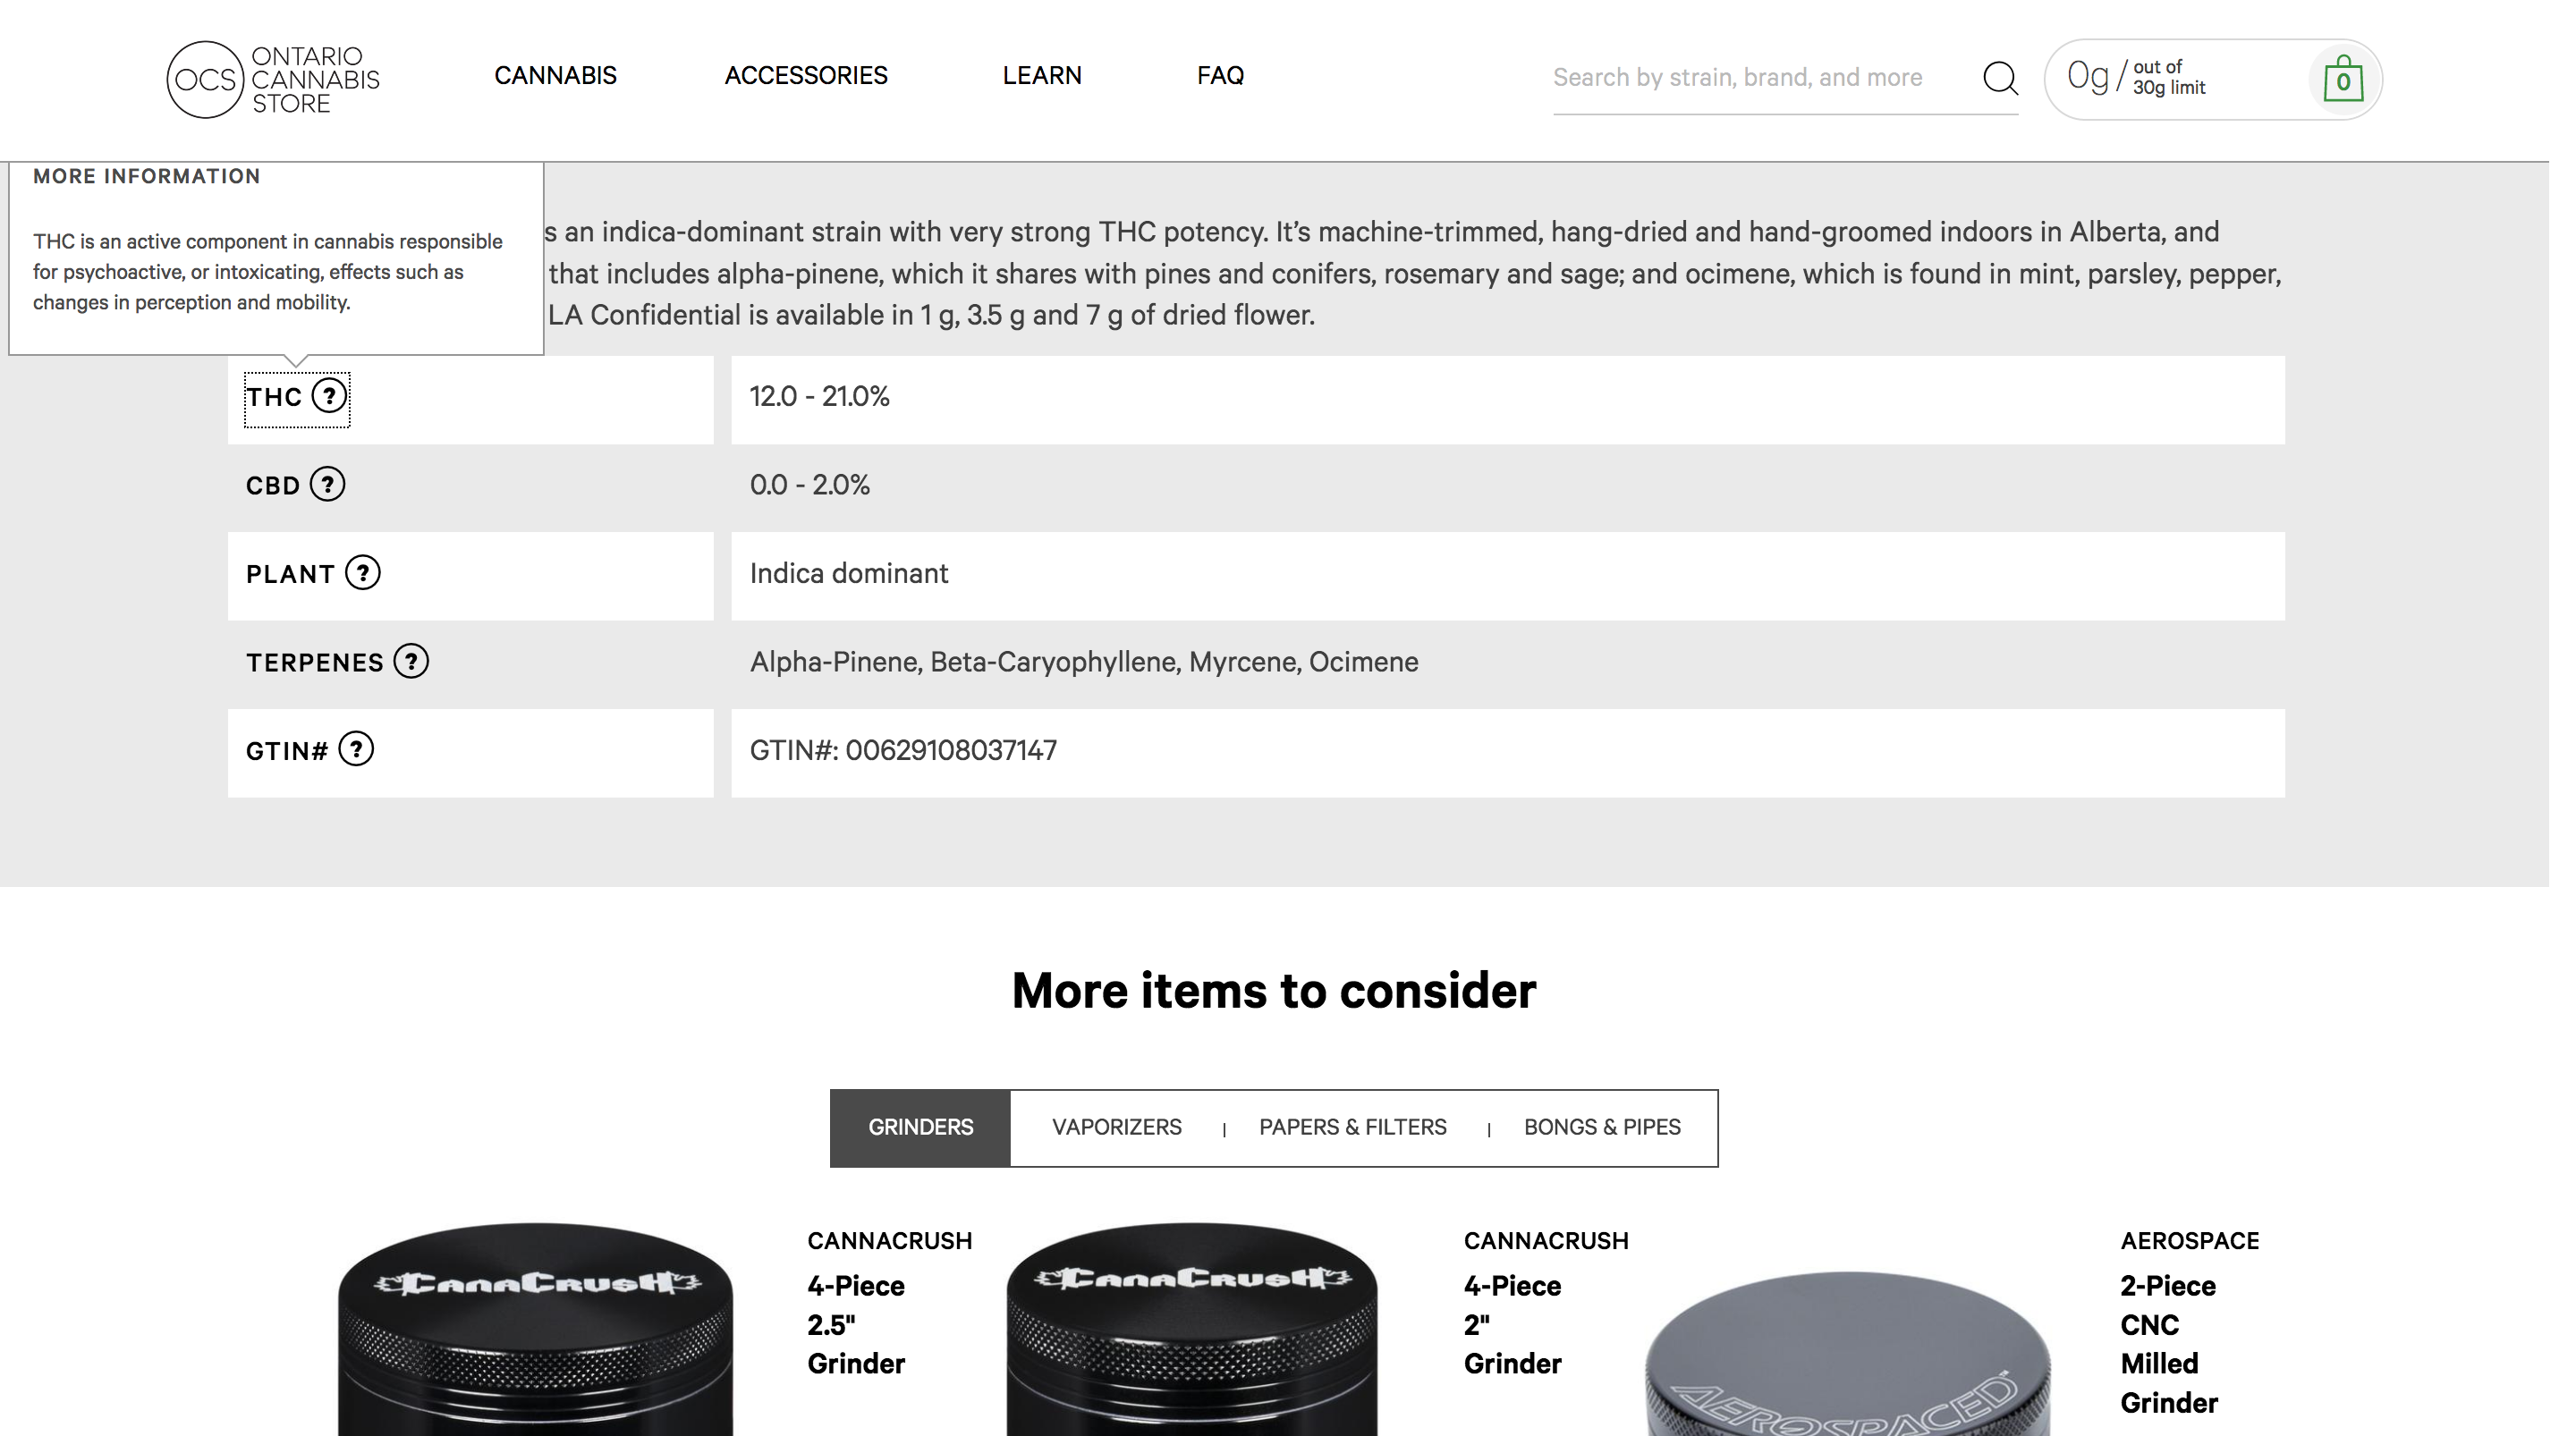 OCS ONTARIO
CANNABIS
STORE
CANNABIS
ACCESSORIES
LEARN
FAQ
Search by strain, brand, and more
0g / out of
30g limit
0
MORE INFORMATION
THC is an active component in cannabis responsible
for psychoactive, or intoxicating, effects such as
changes in perception and mobility.
s an indica-dominant strain with very strong THC potency. It’s machine-trimmed, hang-dried and hand-groomed indoors in Alberta, and
that includes alpha-pinene, which it shares with pines and conifers, rosemary and sage; and ocimene, which is found in mint, parsley, pepper,
LA Confidential is available in 1 g, 3.5 g and 7 g of dried flower.
THC ? 12.0 - 21.0%
CBD ? 0.0 - 2.0%
PLANT ? Indica dominant
TERPENES ? Alpha-Pinene, Beta-Caryophyllene, Myrcene, Ocimene
GTIN# ? GTIN#: 00629108037147
More items to consider
GRINDERS VAPORIZERS | PAPERS & FILTERS | BONGS & PIPES
CanaCrusH
CANNACRUSH
4-Piece
2.5"
Grinder
CanaCrusH
CANNACRUSH
4-Piece
2"
Grinder
AEROSPACED™
AEROSPACE
2-Piece
CNC
Milled
Grinder